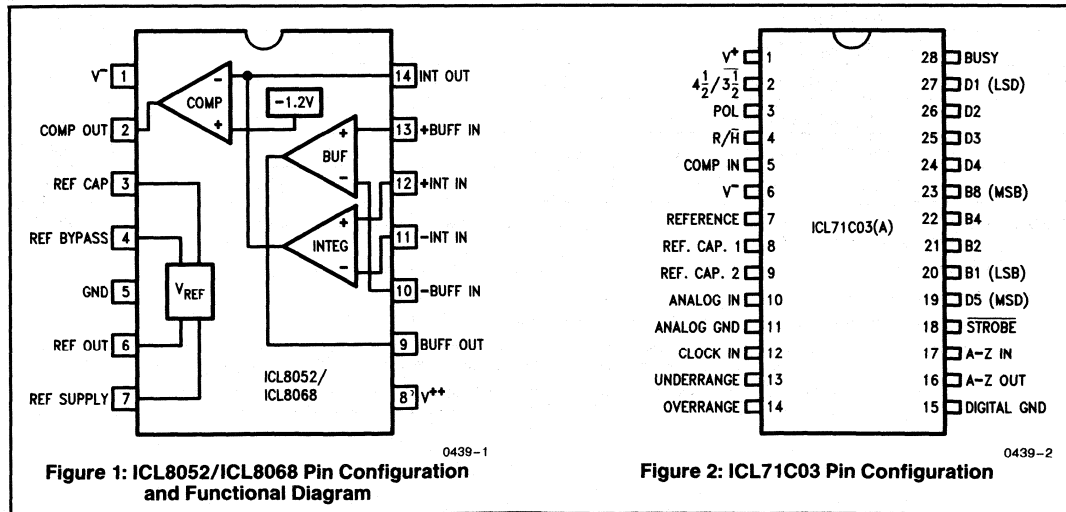 V⁻ 1
COMP OUT 2
REF CAP 3
REF BYPASS 4
GND 5
REF OUT 6
REF SUPPLY 7
COMP
-
+
-1.2V
BUF
+
-
INTEG
+
-
V_REF
ICL8052/
ICL8068
14 INT OUT
13 +BUFF IN
12 +INT IN
11 -INT IN
10 -BUFF IN
9 BUFF OUT
8 V⁺⁺
0439-1
Figure 1: ICL8052/ICL8068 Pin Configuration
and Functional Diagram
V⁺ 1
4½/3½̅ 2
POL 3
R/H̅ 4
COMP IN 5
V⁻ 6
REFERENCE 7
REF. CAP. 1 8
REF. CAP. 2 9
ANALOG IN 10
ANALOG GND 11
CLOCK IN 12
UNDERRANGE 13
OVERRANGE 14
ICL71C03(A)
28 BUSY
27 D1 (LSD)
26 D2
25 D3
24 D4
23 B8 (MSB)
22 B4
21 B2
20 B1 (LSB)
19 D5 (MSD)
18 S̅T̅R̅O̅B̅E̅
17 A-Z IN
16 A-Z OUT
15 DIGITAL GND
0439-2
Figure 2: ICL71C03 Pin Configuration